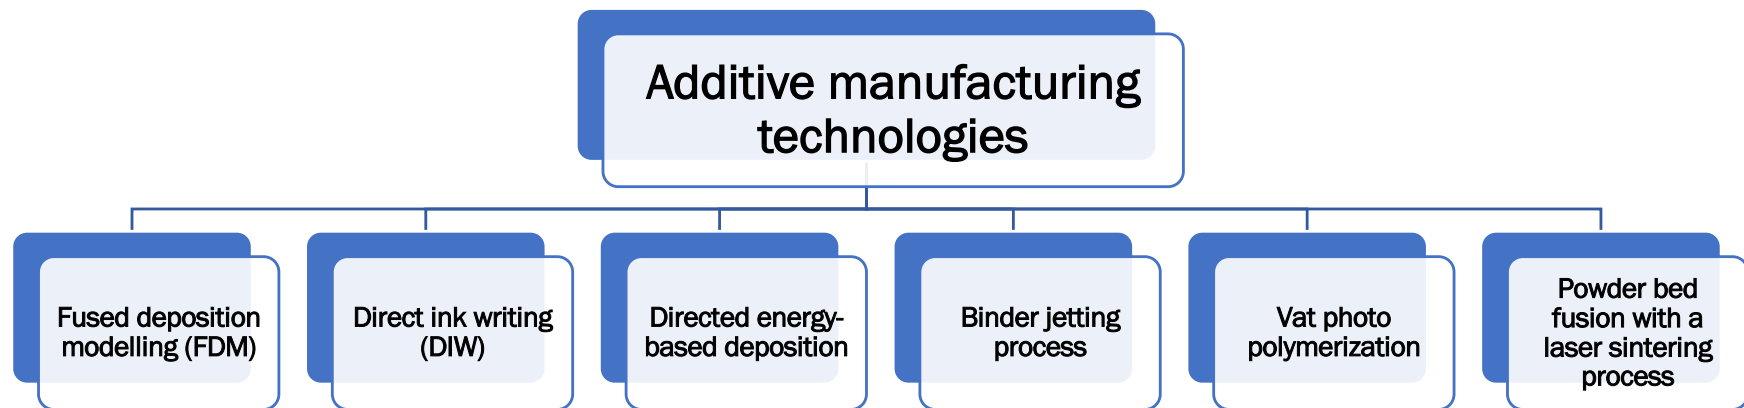 Additive manufacturing
technologies
Fused deposition
modelling (FDM)
Direct ink writing
(DIW)
Directed energy-
based deposition
Binder jetting
process
Vat photo
polymerization
Powder bed
fusion with a
laser sintering
process